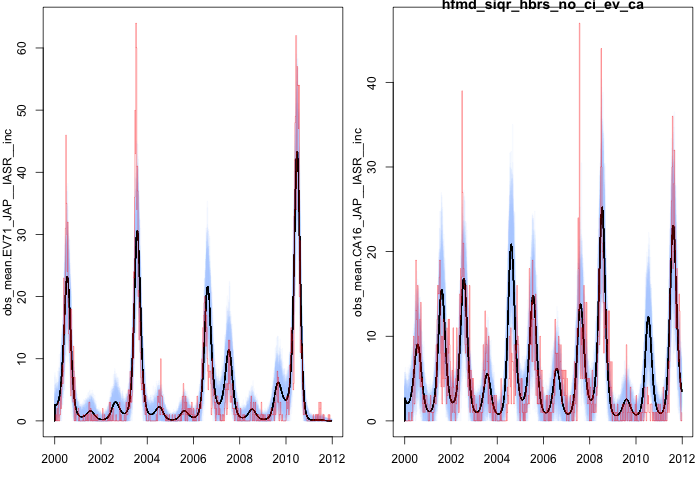 hfmd_siqr_hbrs_no_ci_ev_ca
obs_mean.EV71_JAP__IASR__inc
0 10 20 30 40 50 60
2000 2002 2004 2006 2008 2010 2012
obs_mean.CA16_JAP__IASR__inc
0 10 20 30 40
2000 2002 2004 2006 2008 2010 2012